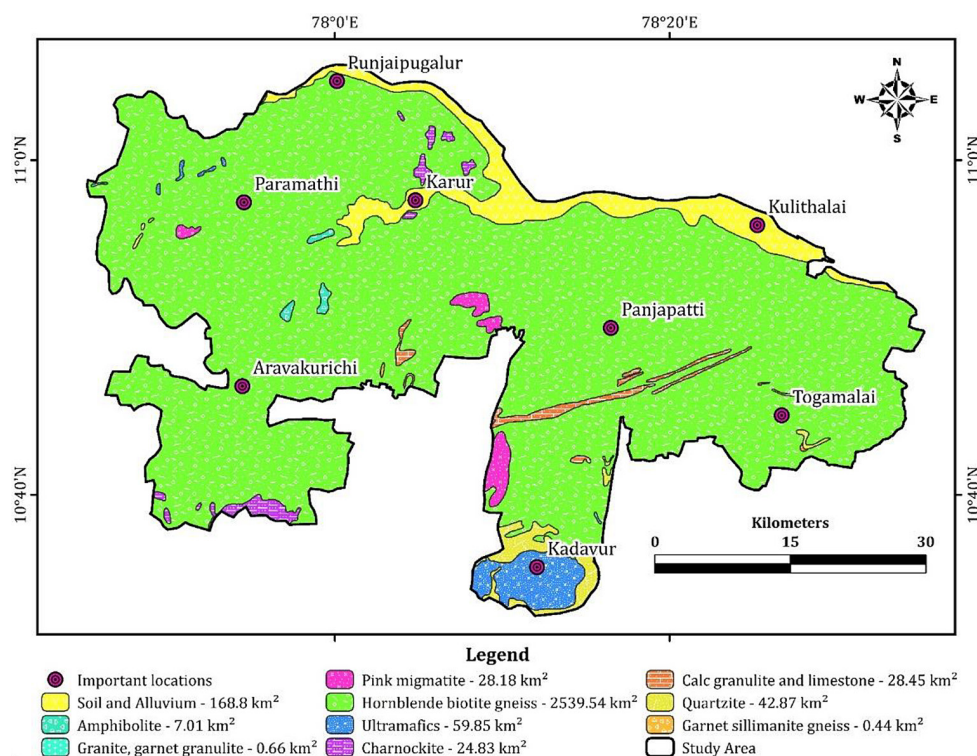 78°0'E 78°20'E
Punjaipugalur
N
W E
S
11°0'N 11°0'N
Paramathi
Karur
Kulithalai
Panjapatti
Aravakurichi
Togamalai
10°40'N 10°40'N
Kilometers
0 15 30
Kadavur
Legend
Important locations
Pink migmatite - 28.18 km²
Calc granulite and limestone - 28.45 km²
Soil and Alluvium - 168.8 km²
Hornblende biotite gneiss - 2539.54 km²
Quartzite - 42.87 km²
Amphibolite - 7.01 km²
Ultramafics - 59.85 km²
Garnet sillimanite gneiss - 0.44 km²
Granite, garnet granulite - 0.66 km²
Charnockite - 24.83 km²
Study Area